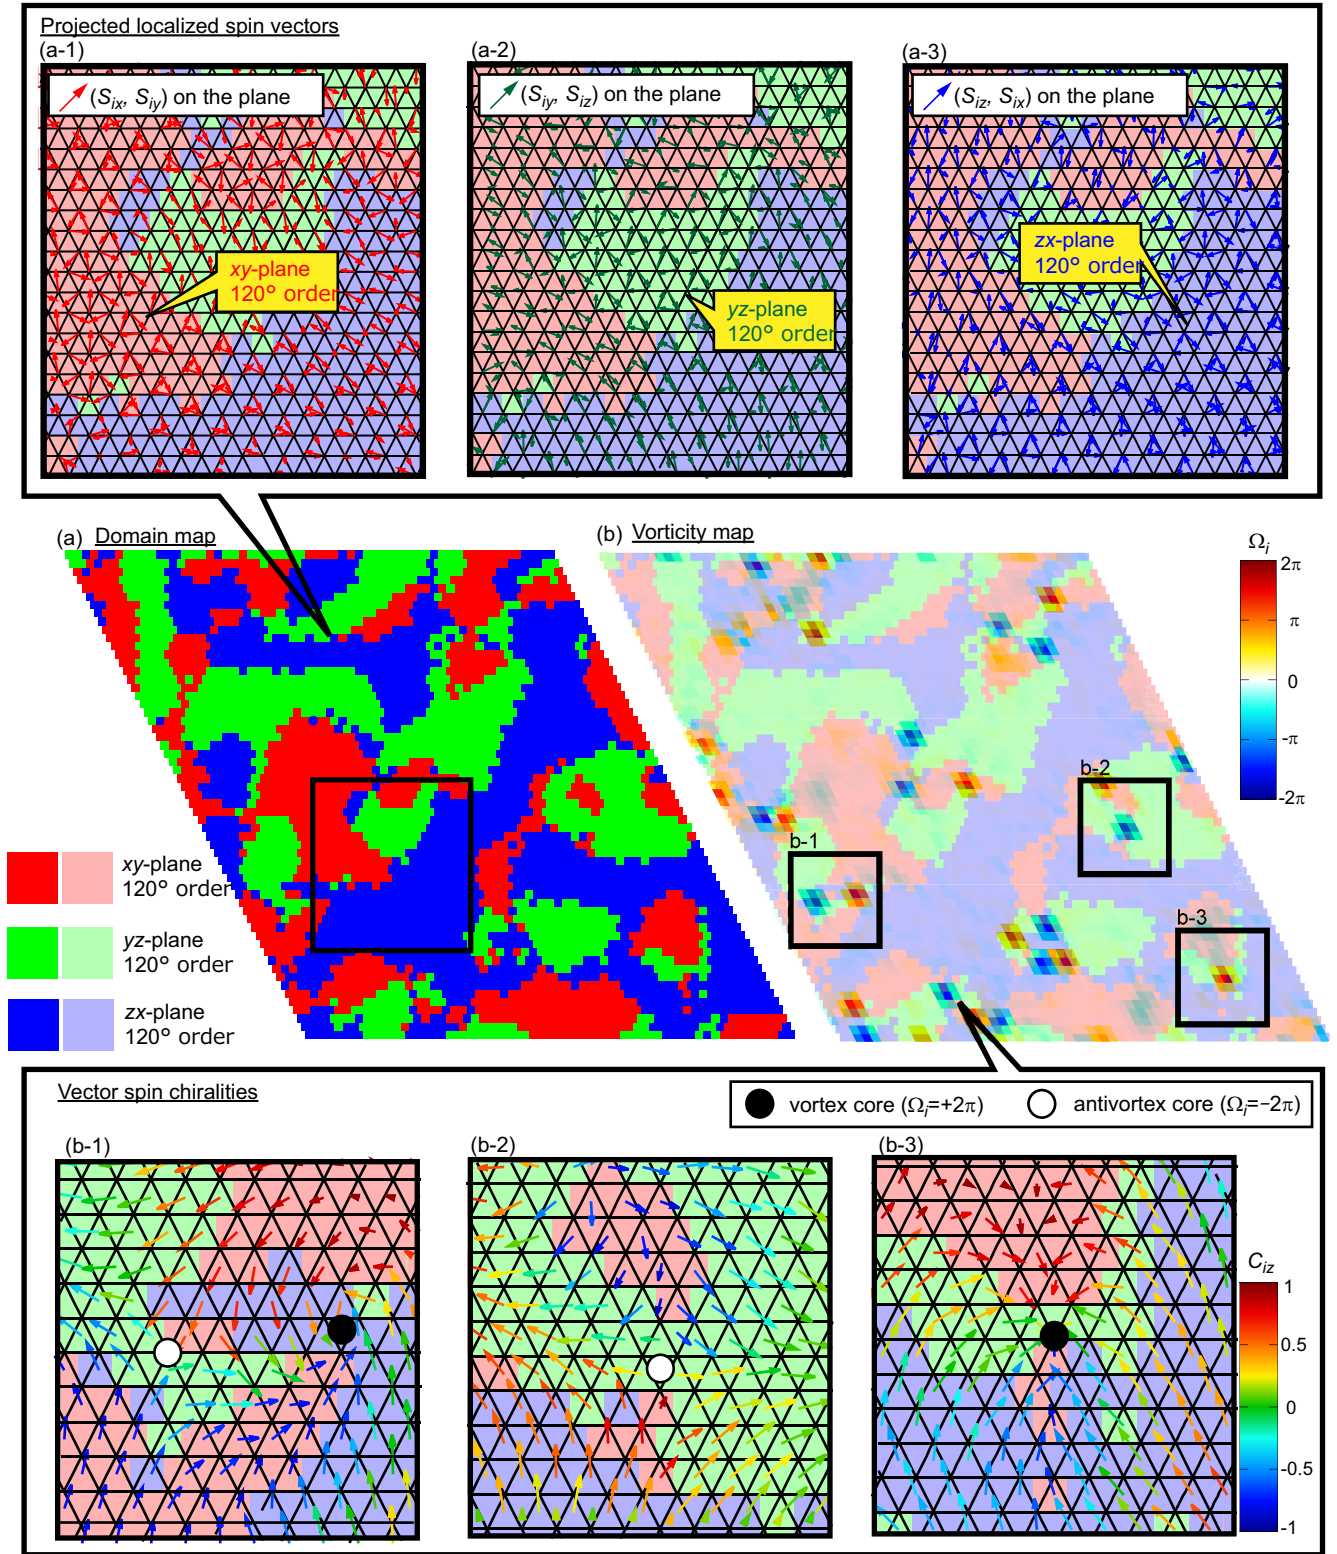 Projected localized spin vectors
(a-1)
(a-2)
(a-3)
(Six, Siy) on the plane
(Siy, Siz) on the plane
(Siz, Six) on the plane
xy-plane
120° order
yz-plane
120° order
zx-plane
120° order
(a) Domain map
(b) Vorticity map
Ωi
2π
π
0
-π
-2π
b-1
b-2
b-3
xy-plane
120° order
yz-plane
120° order
zx-plane
120° order
Vector spin chiralities
vortex core (Ωi=+2π)
antivortex core (Ωi=−2π)
(b-1)
(b-2)
(b-3)
Ciz
1
0.5
0
-0.5
-1